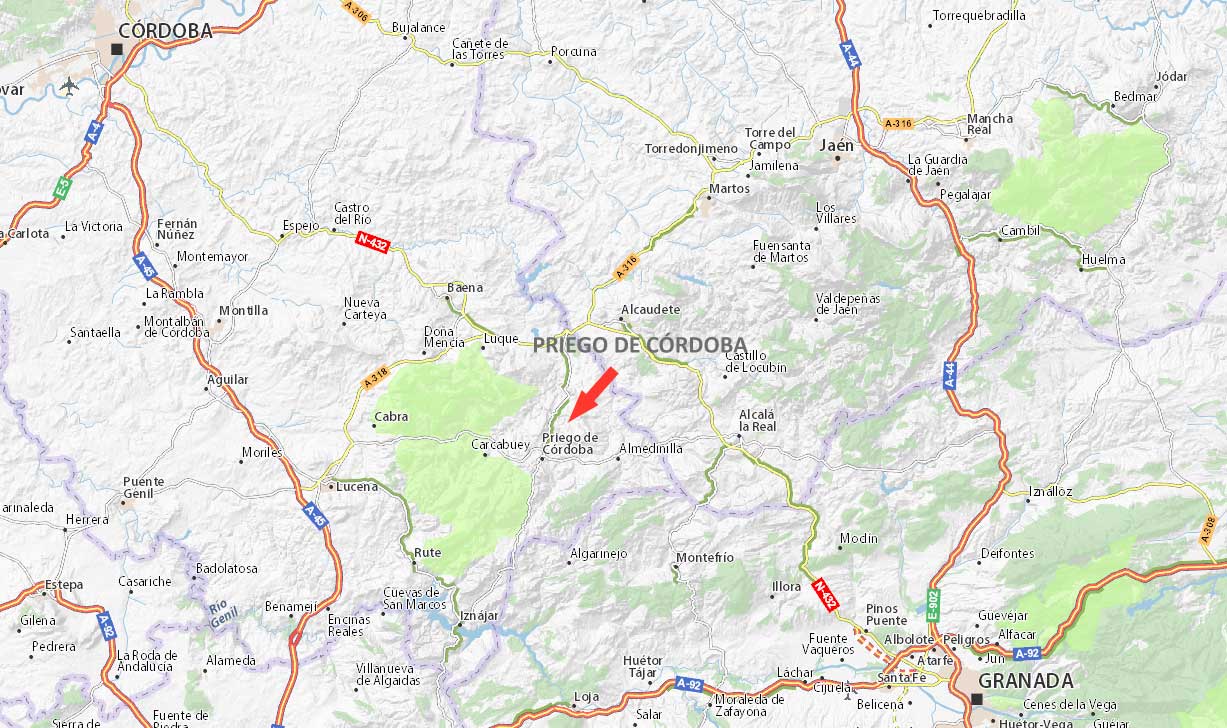 A-306
CÓRDOBA
Bujalance
Cañete de
las Torres
Porcuna
Torrequebradilla
A-44
Jódar
Bedmar
ovar
A-4
E-5
A-316
Mancha
Real
Torre del
Campo
Torredonjimeno
Jamilena
Jaén
La Guardia
de Jaén
Pegalajar
Martos
Los
Villares
Castro
del Río
Espejo
N-432
La Victoria
a Carlota
Fernán
Núñez
Montemayor
A-45
Fuensanta
de Martos
Cambil
Huelma
A-316
Baena
La Rambla
Montilla
Nueva
Carteya
Alcaudete
Valdepeñas
de Jaén
Santaella
Montalbán
de Córdoba
Doña
Mencía
Luque
PRIEGO DE CÓRDOBA
Castillo
de Locubín
A-44
Aguilar
A-318
Cabra
Carcabuey
Priego de
Córdoba
Almedinilla
Alcalá
la Real
Moriles
Puente
Genil
Lucena
A-45
Iznalloz
A-308
arinaleda
Herrera
Rute
Algarinejo
Montefrío
Moclin
Deifontes
Badolatosa
Casariche
Estepa
Cuevas de
San Marcos
Illora
N-432
E-902
Río
Genil
Benamejí
Encinas
Reales
Iznájar
Pinos
Puente
Guevéjar
Gilena
A-92
Pedrera
Fuente
Vaqueros
Albolote
Peligros
Alfacar
Jun
A-92
Atarfe
La Roda de
Andalucía
Alameda
Villanueva
de Algaidas
Huétor
Tájar
A-92
Láchar
Cijuela
Santa Fe
GRANADA
Loja
Moraleda de
Zafayona
Belicena
Cenes de la Vega
Sierra de
Fuente de
Piedra
A-45
Salar
Huétor-Vega
Güejar